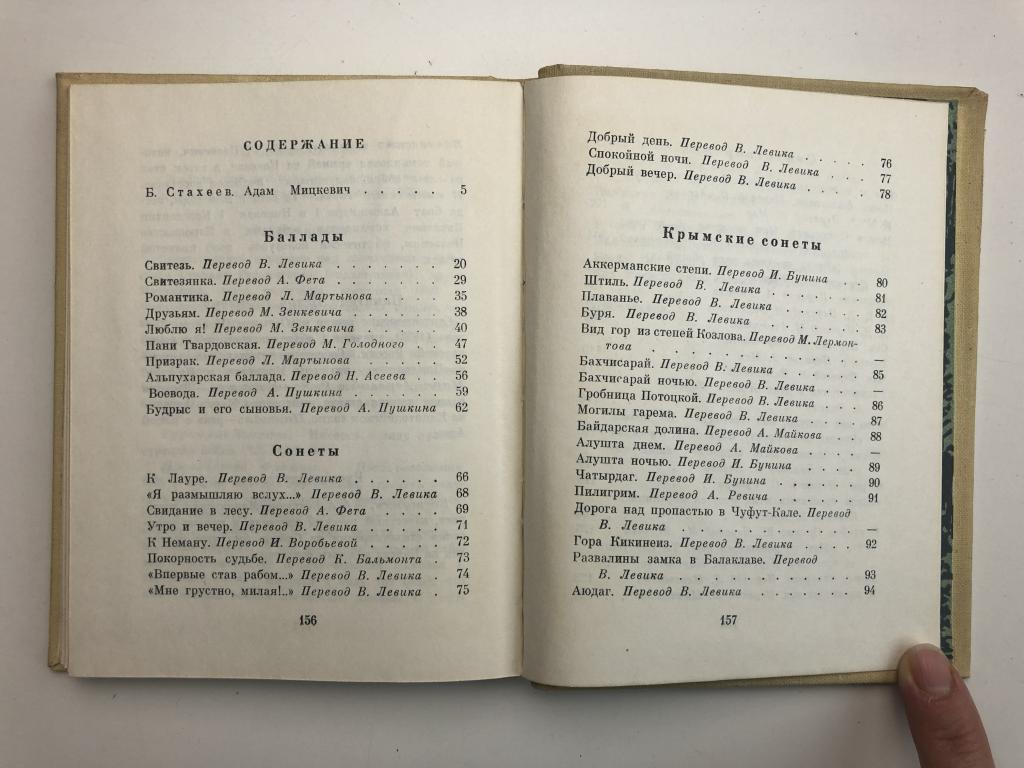 СОДЕРЖАНИЕ
Б. Стахеев. Адам Мицкевич . . . . . 5
Баллады
Свитезь. Перевод В. Левика . . . . . . . 20
Свитезянка. Перевод А. Фета . . . . . . 29
Романтика. Перевод Л. Мартынова . . . . 35
Друзьям. Перевод М. Зенкевича . . . . . 38
Люблю я! Перевод М. Зенкевича . . . . . 40
Пани Твардовская. Перевод М. Голодного . . 47
Призрак. Перевод Л. Мартынова . . . . . 52
Альпухарская баллада. Перевод Н. Асеева . . 56
Воевода. Перевод А. Пушкина . . . . . . 59
Будрыс и его сыновья. Перевод А. Пушкина 62
Сонеты
К Лауре. Перевод В. Левика . . . . . . 66
«Я размышляю вслух...» Перевод В. Левика 68
Свидание в лесу. Перевод А. Фета . . . . 69
Утро и вечер. Перевод В. Левика . . . . . 71
К Неману. Перевод И. Воробьевой . . . . . 72
Покорность судьбе. Перевод К. Бальмонта . 73
«Впервые став рабом...» Перевод В. Левика . 74
«Мне грустно, милая!..» Перевод В. Левика . 75
156
Добрый день. Перевод В. Левика . . . . . 76
Спокойной ночи. Перевод В. Левика . . . . 77
Добрый вечер. Перевод В. Левика . . . . 78
Крымские сонеты
Аккерманские степи. Перевод И. Бунина . . 80
Штиль. Перевод В. Левика . . . . . . . 81
Плаванье. Перевод В. Левика . . . . . . 82
Буря. Перевод В. Левика . . . . . . . 83
Вид гор из степей Козлова. Перевод М. Лермон-
това . . . . . . . . . . . —
Бахчисарай. Перевод В. Левика . . . . . 85
Бахчисарай ночью. Перевод В. Левика . . . —
Гробница Потоцкой. Перевод В. Левика . . . 86
Могилы гарема. Перевод В. Левика . . . . 87
Байдарская долина. Перевод А. Майкова . . . 88
Алушта днем. Перевод А. Майкова . . . . —
Алушта ночью. Перевод И. Бунина . . . . 89
Чатырдаг. Перевод И. Бунина . . . . . . 90
Пилигрим. Перевод А. Ревича . . . . . . 91
Дорога над пропастью в Чуфут-Кале. Перевод
В. Левика . . . . . . . . . . —
Гора Кикинеиз. Перевод В. Левика . . . . 92
Развалины замка в Балаклаве. Перевод
В. Левика . . . . . . . . . . 93
Аюдаг. Перевод В. Левика . . . . . . . 94
157